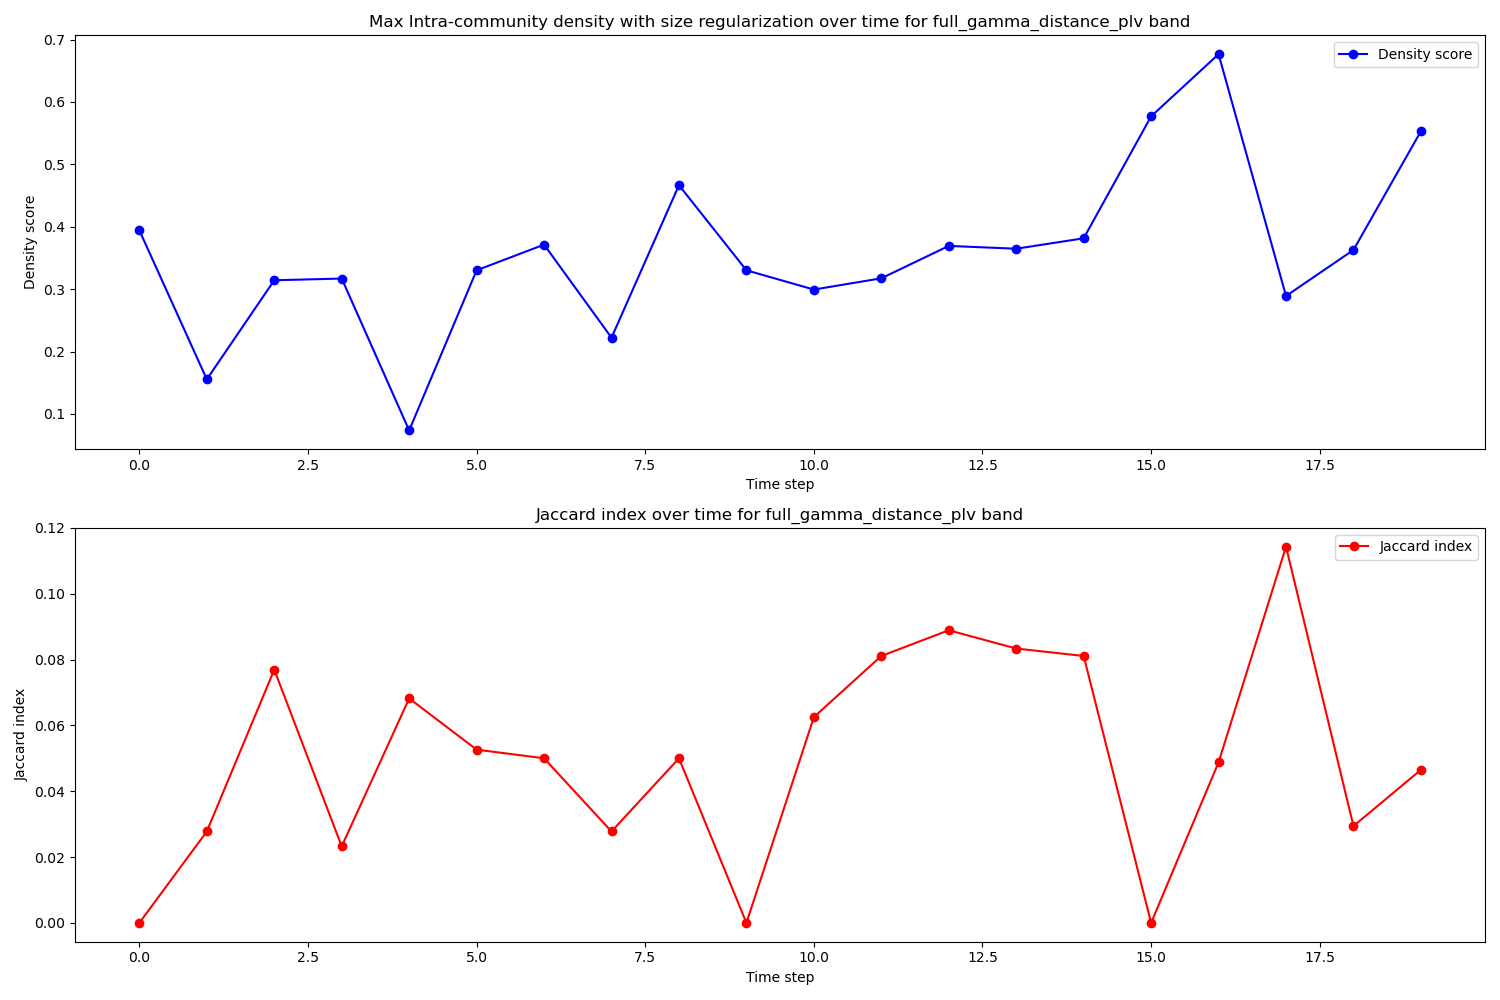 Max Intra-community density with size regularization over time for full_gamma_distance_plv band
Density score
0.7
0.6
0.5
0.4
0.3
0.2
0.1
Density score
0.0 2.5 5.0 7.5 10.0 12.5 15.0 17.5
Time step
Jaccard index over time for full_gamma_distance_plv band
Jaccard index
0.12
0.10
0.08
0.06
0.04
0.02
0.00
Jaccard index
0.0 2.5 5.0 7.5 10.0 12.5 15.0 17.5
Time step